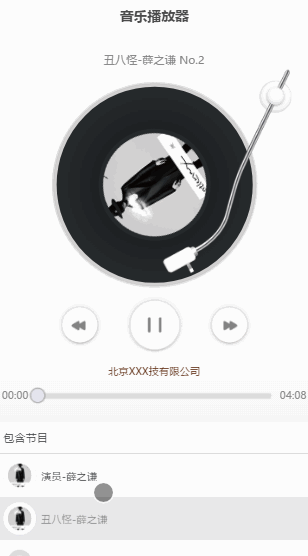 音乐播放器
丑八怪-薛之谦 No.2
北京XXX技有限公司
00:00
04:08
包含节目
演员-薛之谦
丑八怪-薛之谦